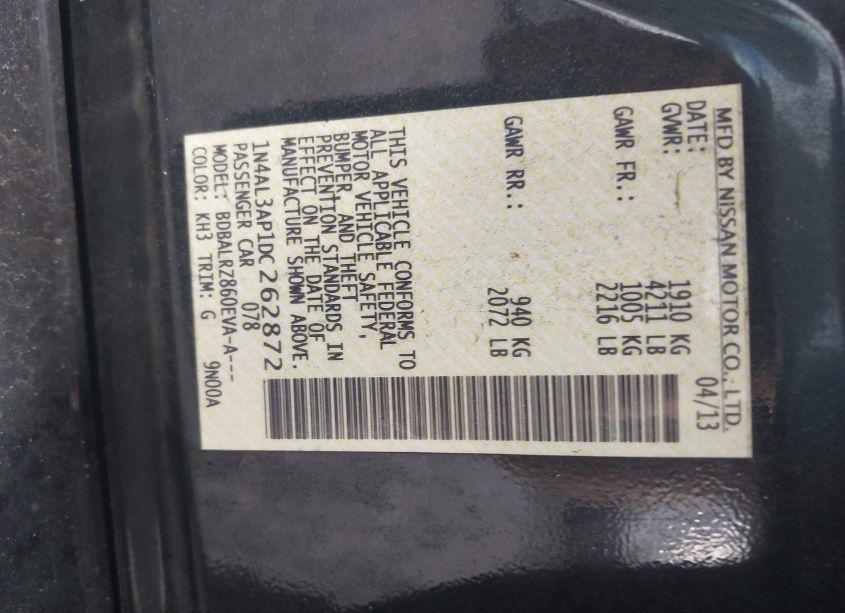 MFD BY NISSAN MOTOR CO., LTD.
DATE: 04/13
GVWR: 1910 KG
4211 LB
GAWR FR.: 1005 KG
2216 LB
GAWR RR.: 940 KG
2072 LB
THIS VEHICLE CONFORMS TO
ALL APPLICABLE FEDERAL
MOTOR VEHICLE SAFETY,
BUMPER, AND THEFT
PREVENTION STANDARDS IN
EFFECT ON THE DATE OF
MANUFACTURE SHOWN ABOVE.
1N4AL3AP1DC262872
PASSENGER CAR 078
MODEL: BDBALRZ860EVA-A---
COLOR: KH3 TRIM: G 9N00A